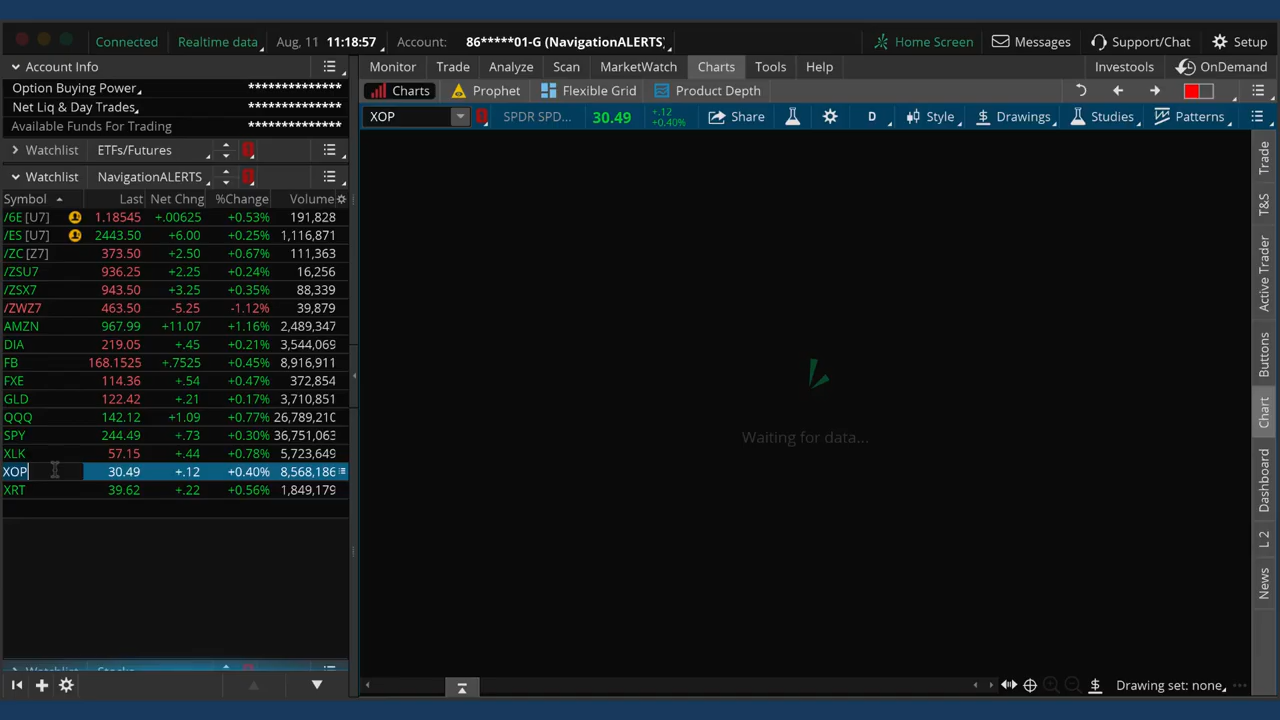 Connected Realtime data Aug, 11 11:18:57 Account: 86*****01-G (NavigationALERTS) Home Screen Messages Support/Chat Setup
Account Info
Option Buying Power **************
Net Liq & Day Trades **************
Available Funds For Trading **************
Watchlist ETFs/Futures
Watchlist NavigationALERTS
Symbol Last Net Chng %Change Volume
/6E [U7] 1.18545 +.00625 +0.53% 191,828
/ES [U7] 2443.50 +6.00 +0.25% 1,116,871
/ZC [Z7] 373.50 +2.50 +0.67% 111,363
/ZSU7 936.25 +2.25 +0.24% 16,256
/ZSX7 943.50 +3.25 +0.35% 88,339
/ZWZ7 463.50 -5.25 -1.12% 39,879
AMZN 967.99 +11.07 +1.16% 2,489,347
DIA 219.05 +.45 +0.21% 3,544,069
FB 168.1525 +.7525 +0.45% 8,916,911
FXE 114.36 +.54 +0.47% 372,854
GLD 122.42 +.21 +0.17% 3,710,851
QQQ 142.12 +1.09 +0.77% 26,789,210
SPY 244.49 +.73 +0.30% 36,751,063
XLK 57.15 +.44 +0.78% 5,723,649
XOP 30.49 +.12 +0.40% 8,568,186
XRT 39.62 +.22 +0.56% 1,849,179
Watchlist Stocks
Monitor Trade Analyze Scan MarketWatch Charts Tools Help Investools OnDemand
Charts Prophet Flexible Grid Product Depth
XOP SPDR SPD... 30.49 +.12 +0.40% Share D Style Drawings Studies Patterns
Waiting for data...
Drawing set: none
Trade
T&S
Active Trader
Buttons
Chart
Dashboard
L 2
News